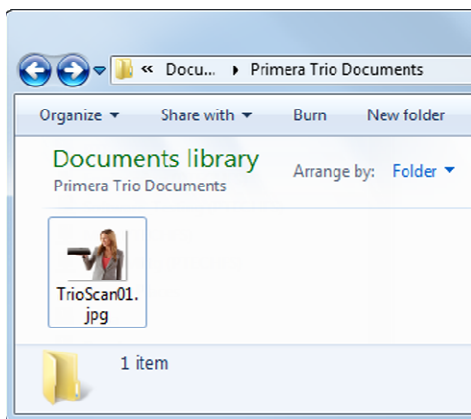 « Docu... Primera Trio Documents
Organize Share with Burn New folder
Documents library
Primera Trio Documents
Arrange by: Folder
TrioScan01.
jpg
1 item